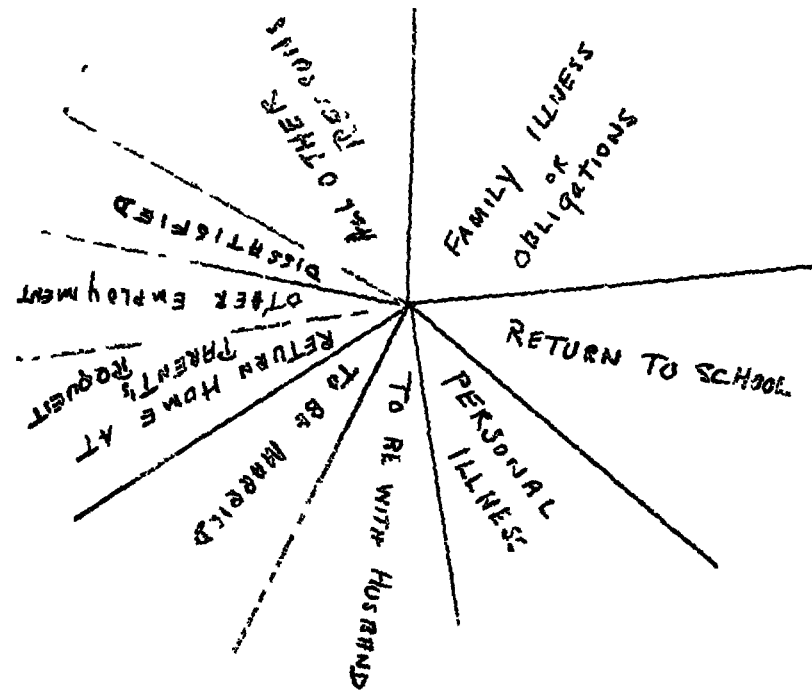 FAMILY ILLNESS
OR
OBLIGATIONS
RETURN TO SCHOOL
PERSONAL
ILLNESS
TO BE WITH HUSBAND
TO BE MARRIED
RETURN HOME AT
PARENT'S REQUEST
OTHER EMPLOYMENT
DISSATISFIED
ALL OTHER
REASONS